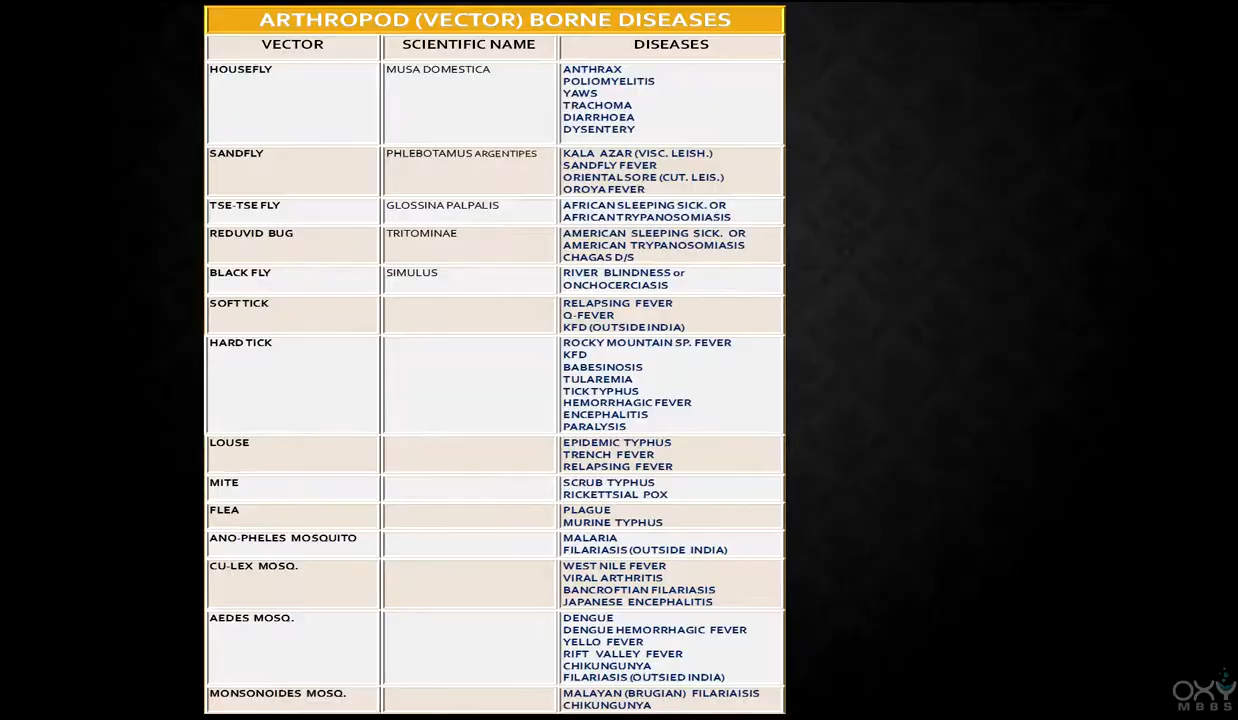 ARTHROPOD (VECTOR) BORNE DISEASES
VECTOR SCIENTIFIC NAME DISEASES
HOUSEFLY MUSA DOMESTICA ANTHRAX
POLIOMYELITIS
YAWS
TRACHOMA
DIARRHOEA
DYSENTERY
SANDFLY PHLEBOTAMUS ARGENTIPES KALA AZAR (VISC. LEISH.)
SANDFLY FEVER
ORIENTAL SORE (CUT. LEIS.)
OROYA FEVER
TSE-TSE FLY GLOSSINA PALPALIS AFRICAN SLEEPING SICK. OR
AFRICAN TRYPANOSOMIASIS
REDUVID BUG TRITOMINAE AMERICAN SLEEPING SICK. OR
AMERICAN TRYPANOSOMIASIS
CHAGAS D/S
BLACK FLY SIMULUS RIVER BLINDNESS or
ONCHOCERCIASIS
SOFT TICK RELAPSING FEVER
Q-FEVER
KFD (OUTSIDE INDIA)
HARD TICK ROCKY MOUNTAIN SP. FEVER
KFD
BABESINOSIS
TULAREMIA
TICK TYPHUS
HEMORRHAGIC FEVER
ENCEPHALITIS
PARALYSIS
LOUSE EPIDEMIC TYPHUS
TRENCH FEVER
RELAPSING FEVER
MITE SCRUB TYPHUS
RICKETTSIAL POX
FLEA PLAGUE
MURINE TYPHUS
ANO-PHELES MOSQUITO MALARIA
FILARIASIS (OUTSIDE INDIA)
CU-LEX MOSQ. WEST NILE FEVER
VIRAL ARTHRITIS
BANCROFTIAN FILARIASIS
JAPANESE ENCEPHALITIS
AEDES MOSQ. DENGUE
DENGUE HEMORRHAGIC FEVER
YELLO FEVER
RIFT VALLEY FEVER
CHIKUNGUNYA
FILARIASIS (OUTSIED INDIA)
MONSONOIDES MOSQ. MALAYAN (BRUGIAN) FILARIAISIS
CHIKUNGUNYA
OXY
MBBS